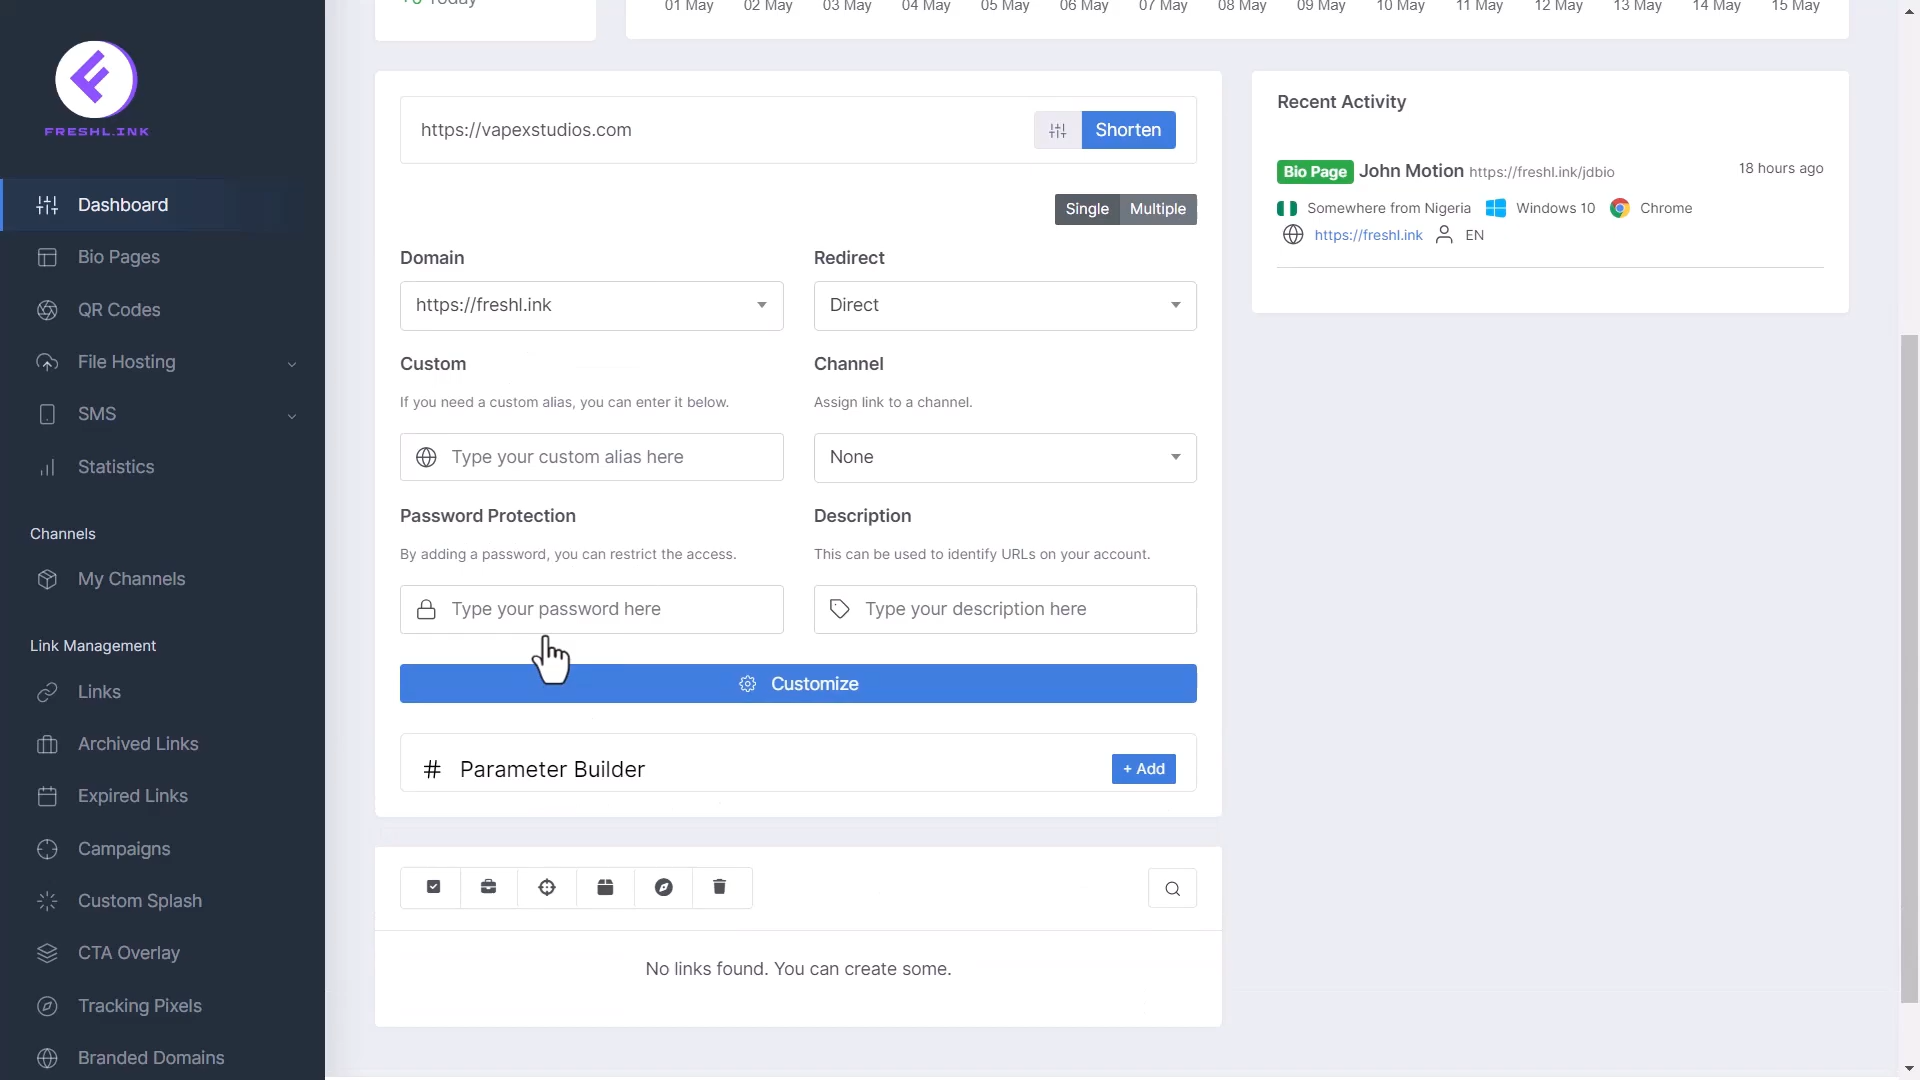 Today
01 May 02 May 03 May 04 May 05 May 06 May 07 May 08 May 09 May 10 May 11 May 12 May 13 May 14 May 15 May
FRESHL.INK
Dashboard
Bio Pages
QR Codes
File Hosting
SMS
Statistics
Channels
My Channels
Link Management
Links
Archived Links
Expired Links
Campaigns
Custom Splash
CTA Overlay
Tracking Pixels
Branded Domains
https://vapexstudios.com
Shorten
Single Multiple
Domain
https://freshl.ink
Redirect
Direct
Custom
If you need a custom alias, you can enter it below.
Type your custom alias here
Channel
Assign link to a channel.
None
Password Protection
By adding a password, you can restrict the access.
Type your password here
Description
This can be used to identify URLs on your account.
Type your description here
Customize
# Parameter Builder
+ Add
No links found. You can create some.
Recent Activity
Bio Page John Motion https://freshl.ink/jdbio
18 hours ago
Somewhere from Nigeria Windows 10 Chrome
https://freshl.ink EN